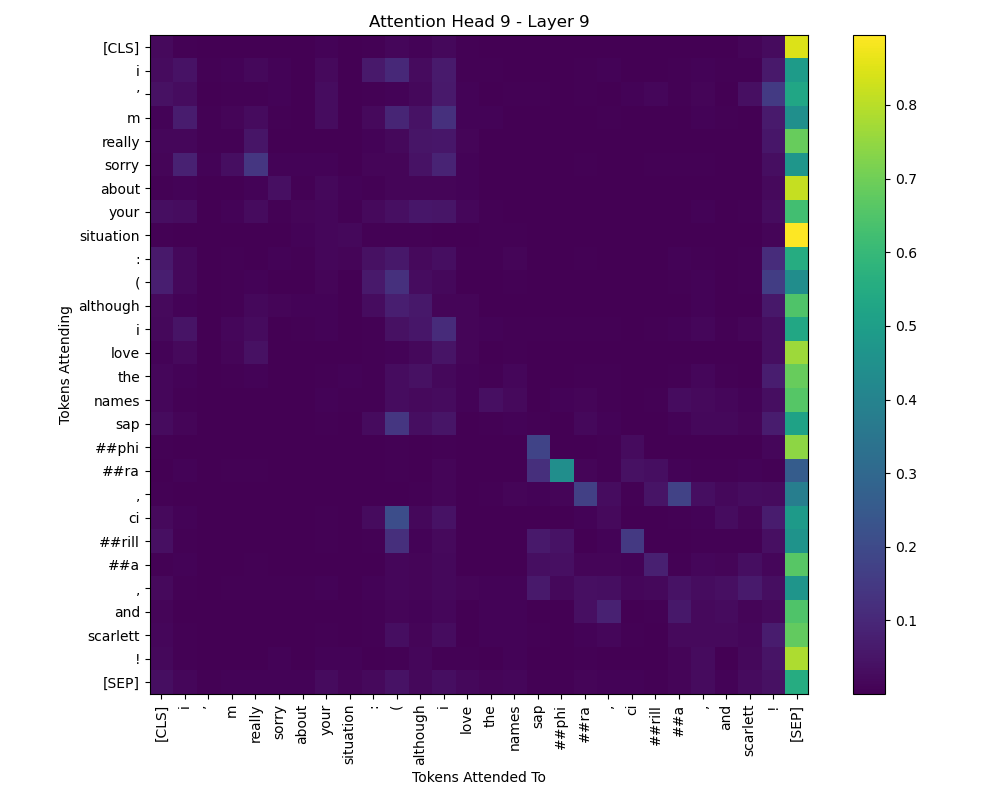 Attention Head 9 - Layer 9
Tokens Attending
[CLS]
i
’
m
really
sorry
about
your
situation
:
(
although
i
love
the
names
sap
##phi
##ra
,
ci
##rill
##a
,
and
scarlett
!
[SEP]
[CLS]
i
’
m
really
sorry
about
your
situation
:
(
although
i
love
the
names
sap
##phi
##ra
,
ci
##rill
##a
,
and
scarlett
!
[SEP]
Tokens Attended To
0.8
0.7
0.6
0.5
0.4
0.3
0.2
0.1